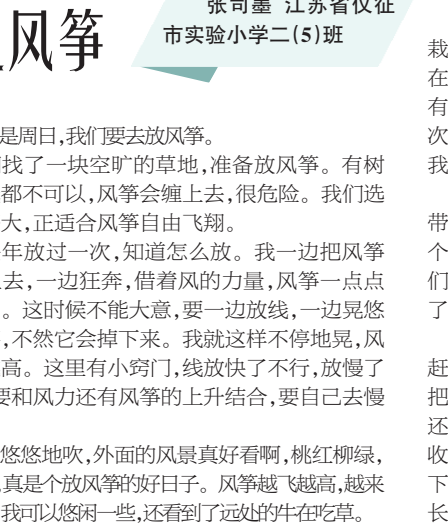 风筝
张司墨 江苏省仪征
市实验小学二(5)班
是周日,我们要去放风筝。
找了一块空旷的草地,准备放风筝。有树
都不可以,风筝会缠上去,很危险。我们选
大,正适合风筝自由飞翔。
年放过一次,知道怎么放。我一边把风筝
去,一边狂奔,借着风的力量,风筝一点点
。这时候不能大意,要一边放线,一边晃悠
,不然它会掉下来。我就这样不停地晃,风
高。这里有小窍门,线放快了不行,放慢了
要和风力还有风筝的上升结合,要自己去慢
悠悠地吹,外面的风景真好看啊,桃红柳绿,
,真是个放风筝的好日子。风筝越飞越高,越来
我可以悠闲一些,还看到了远处的牛在吃草。
栽
在
有
次
我
带
个
们
了
赶
把
还
收
下
长